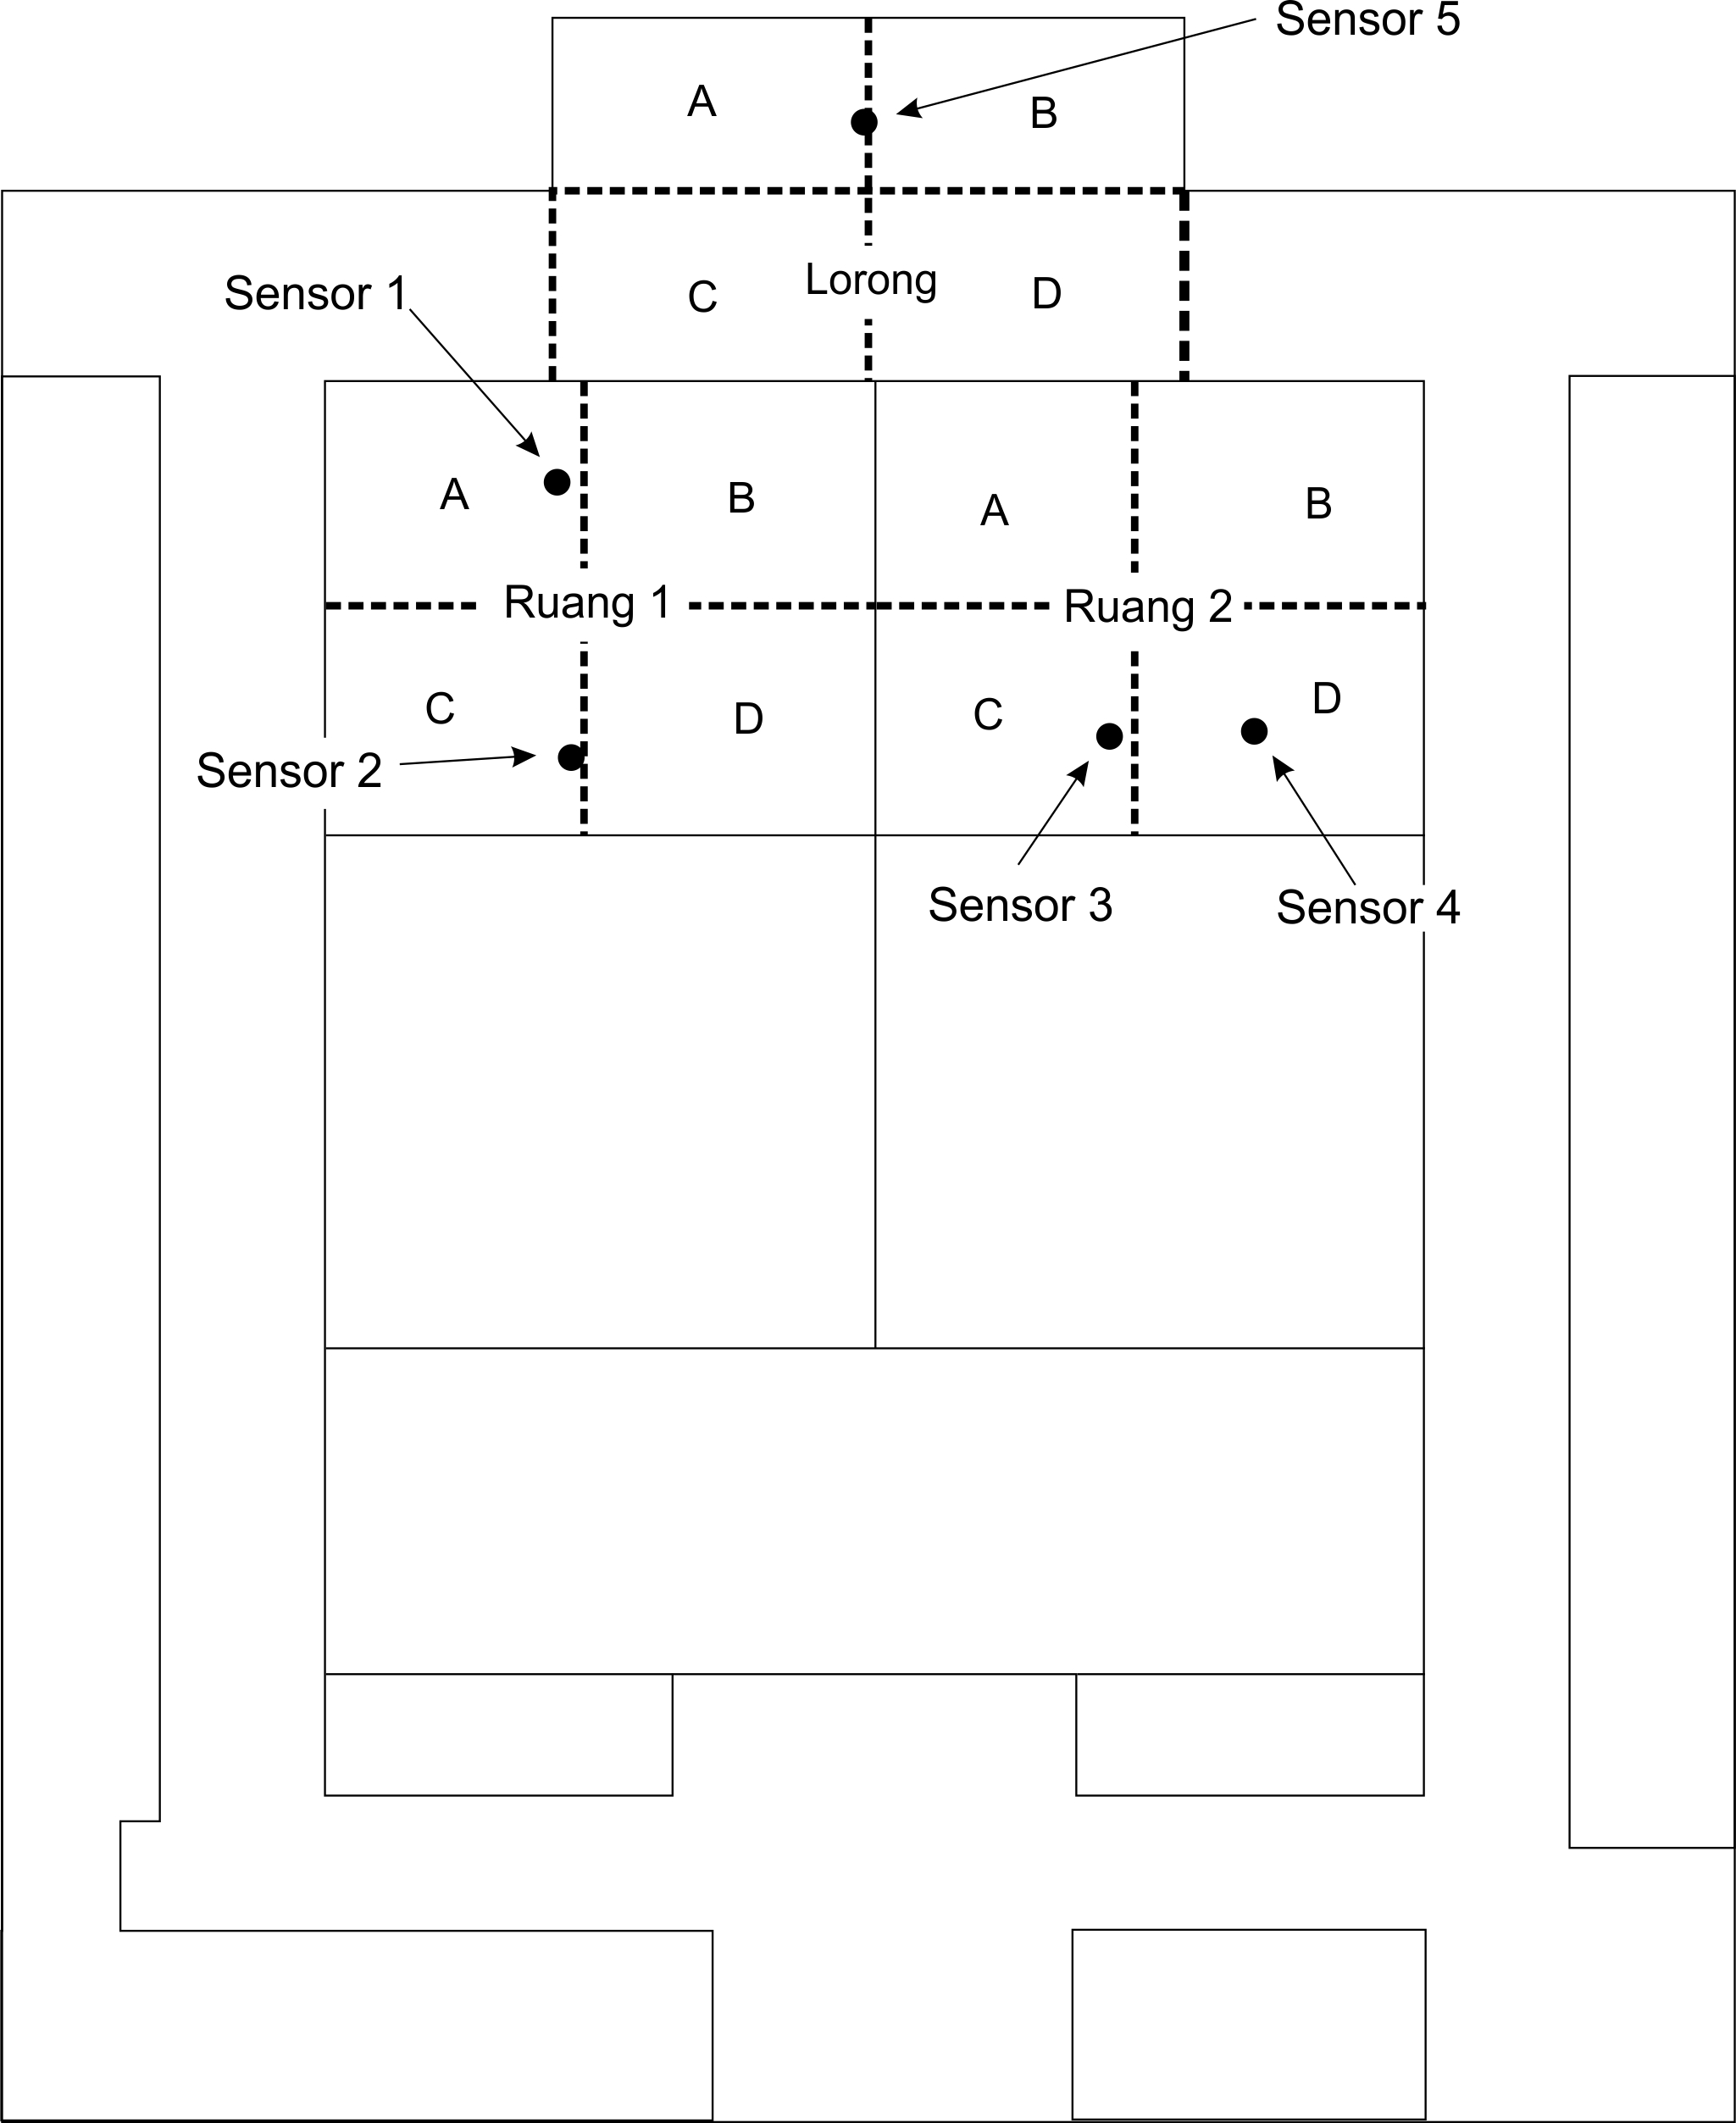 Sensor 5
A
B
Sensor 1
C
Lorong
D
A
B
A
B
Ruang 1
Ruang 2
C
D
C
D
Sensor 2
Sensor 3
Sensor 4